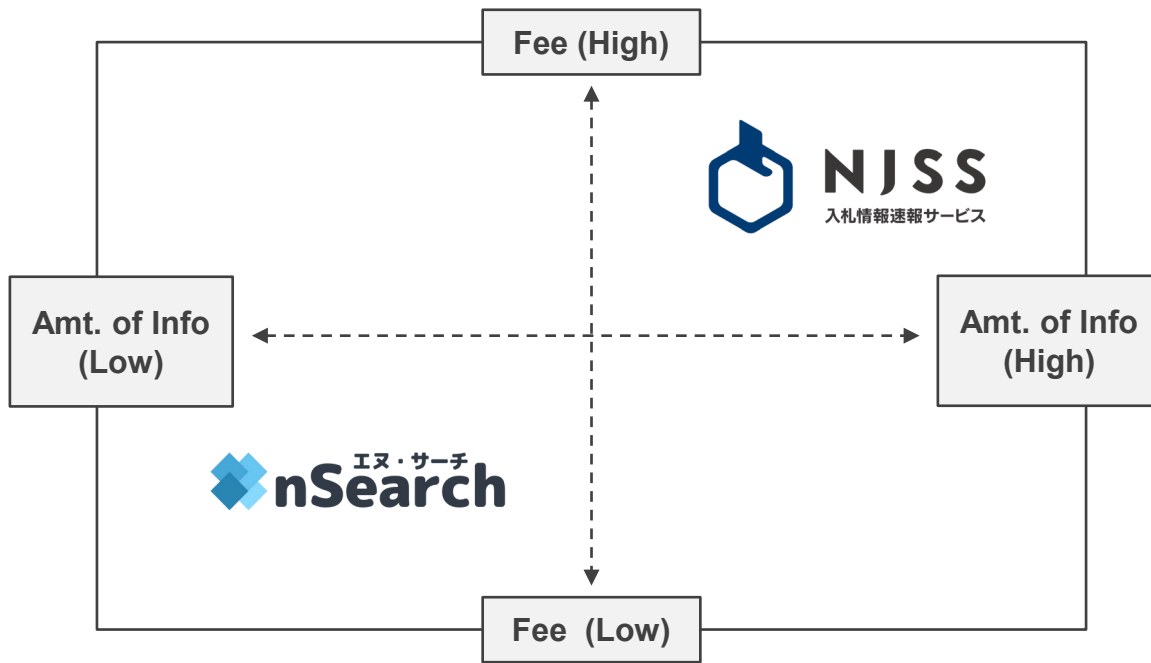 Fee (High)
NJSS
入札情報速報サービス
Amt. of Info
(Low)
Amt. of Info
(High)
エヌ・サーチ
nSearch
Fee (Low)